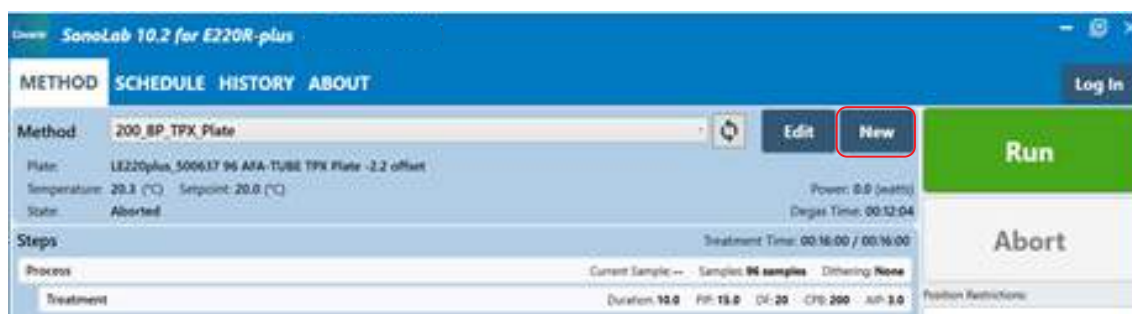 Covaris SonoLab 10.2 for E220R-plus
METHOD SCHEDULE HISTORY ABOUT Log In
Method 200_BP_TPX_Plate Edit New Run
Plate: LE220plus_500637 96 AFA-TUBE TPX Plate -2.2 offset
Temperature: 20.3 (°C) Setpoint: 20.0 (°C) Power: 0.0 (watts)
State: Aborted Degas Time: 00:12:04
Abort
Steps Treatment Time: 00:16:00 / 00:16:00
Process Current Sample: -- Samples: 96 samples Dithering: None
Treatment Duration: 10.0 PIP: 15.0 DF: 20 CPB: 200 AIP: 3.0
Position Restrictions: